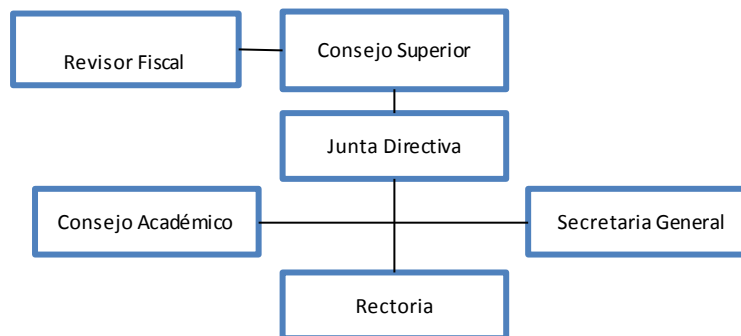 Revisor Fiscal
Consejo Superior
Junta Directiva
Consejo Académico
Secretaria General
Rectoria